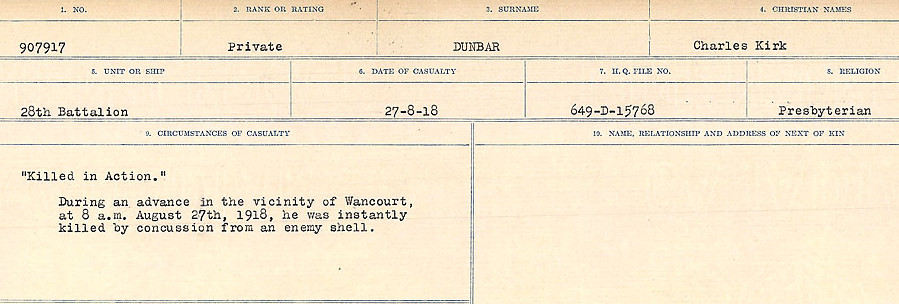 1. NO. 2. RANK OR RATING 3. SURNAME 4. CHRISTIAN NAMES
907917 Private DUNBAR Charles Kirk
5. UNIT OR SHIP 6. DATE OF CASUALTY 7. H.Q. FILE NO. 8. RELIGION
28th Battalion 27-8-18 649-D-15768 Presbyterian
9. CIRCUMSTANCES OF CASUALTY 10. NAME, RELATIONSHIP AND ADDRESS OF NEXT OF KIN
"Killed in Action."
During an advance in the vicinity of Wancourt,
at 8 a.m. August 27th, 1918, he was instantly
killed by concussion from an enemy shell.